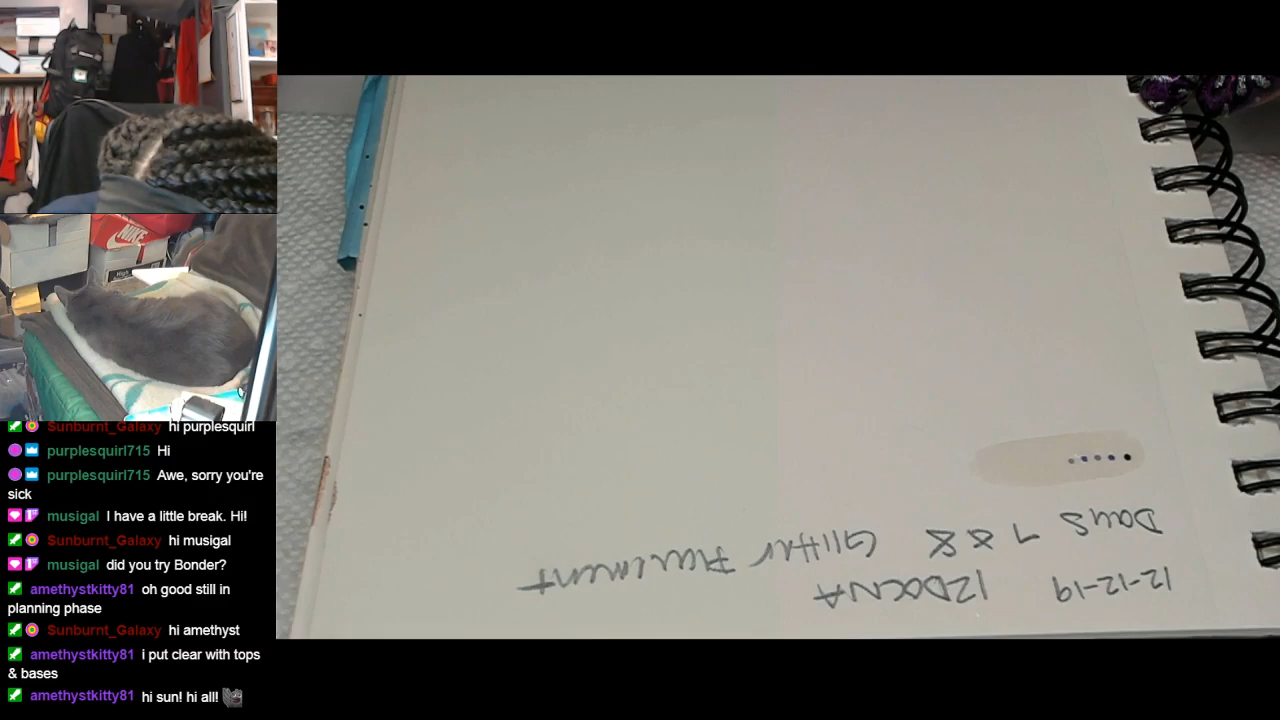 NIKE
High
Sunburnt_Galaxy hi purplesquirl
purplesquirl715 Hi
purplesquirl715 Awe, sorry you're
sick
musigal I have a little break. Hi!
Sunburnt_Galaxy hi musigal
musigal did you try Bonder?
amethystkitty81 oh good still in
planning phase
Sunburnt_Galaxy hi amethyst
amethystkitty81 i put clear with tops
& bases
amethystkitty81 hi sun! hi all!
12-12-19 12DOCNA
Days 7 & 8 Glitter Placement